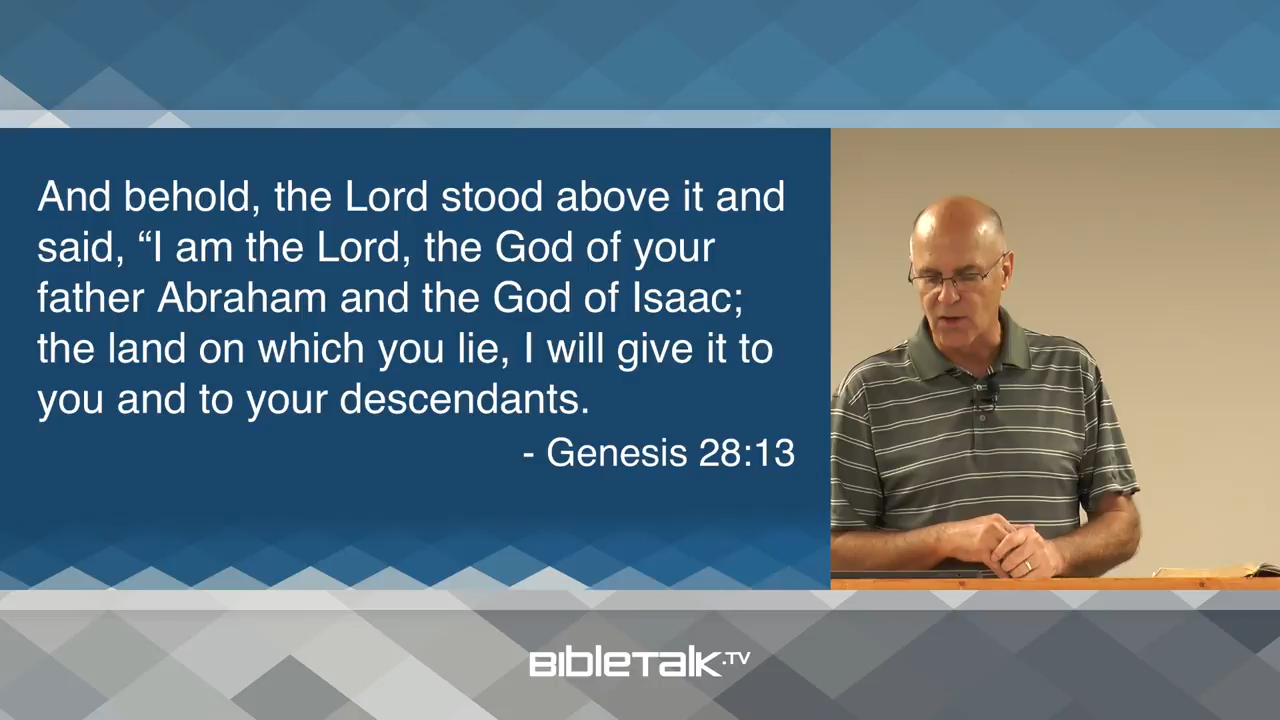 And behold, the Lord stood above it and
said, “I am the Lord, the God of your
father Abraham and the God of Isaac;
the land on which you lie, I will give it to
you and to your descendants.
- Genesis 28:13
BIBLETALK.TV